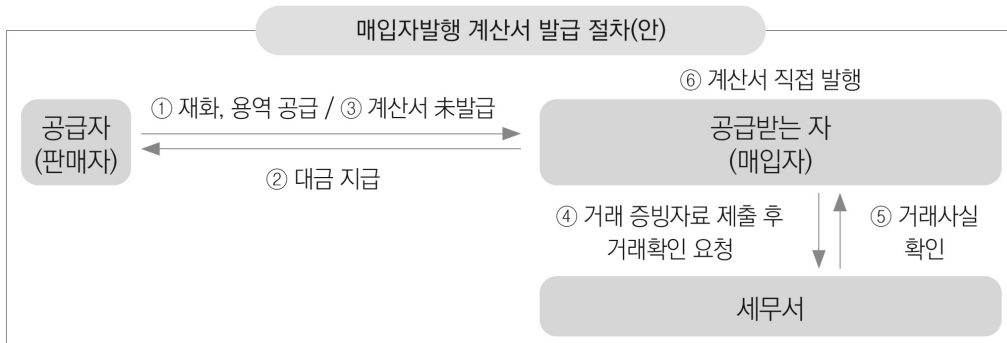 매입자발행 계산서 발급 절차(안)
⑥ 계산서 직접 발행
① 재화, 용역 공급 / ③ 계산서 未발급
공급자
(판매자)
공급받는 자
(매입자)
② 대금 지급
④ 거래 증빙자료 제출 후
거래확인 요청
⑤ 거래사실
확인
세무서